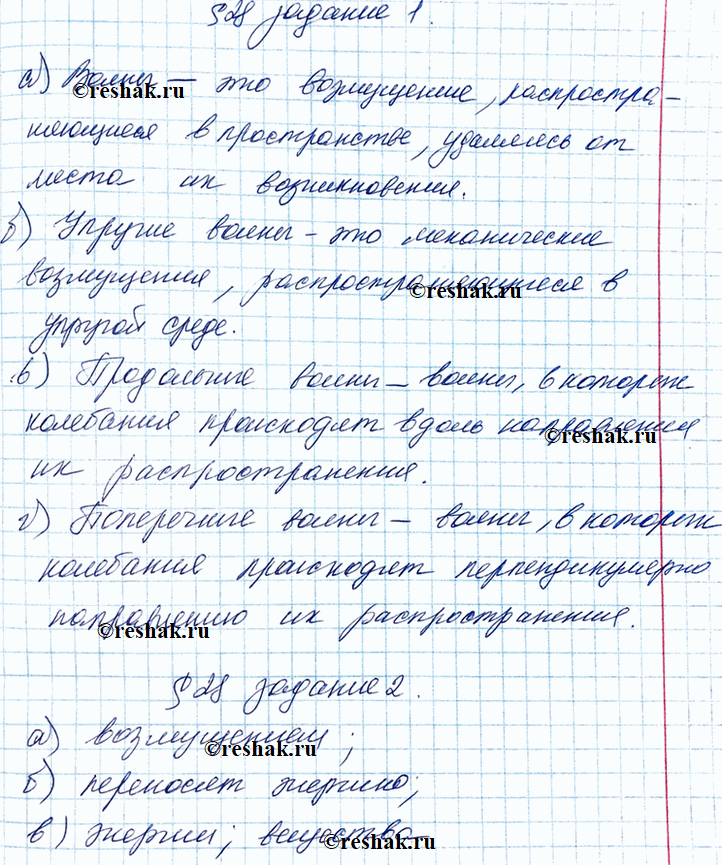 §28 задание 1.
а) Волны — это возмущение, распростра-
©reshak.ru
няющиеся в пространстве, удаляясь от
места их возникновения.
б) Упругие волны - это механические
возмущения, распространяющиеся в
©reshak.ru
упругой среде.
в) Продольные волны — волны, в которых
колебания происходят вдоль направления
©reshak.ru
их распространения.
г) Поперечные волны — волны, в которых
колебания происходят перпендикулярно
направлению их распространения.
©reshak.ru
§ 28 задание 2.
а) возмущением;
©reshak.ru
б) переносят энергию;
в) энергии; вещества-
©reshak.ru